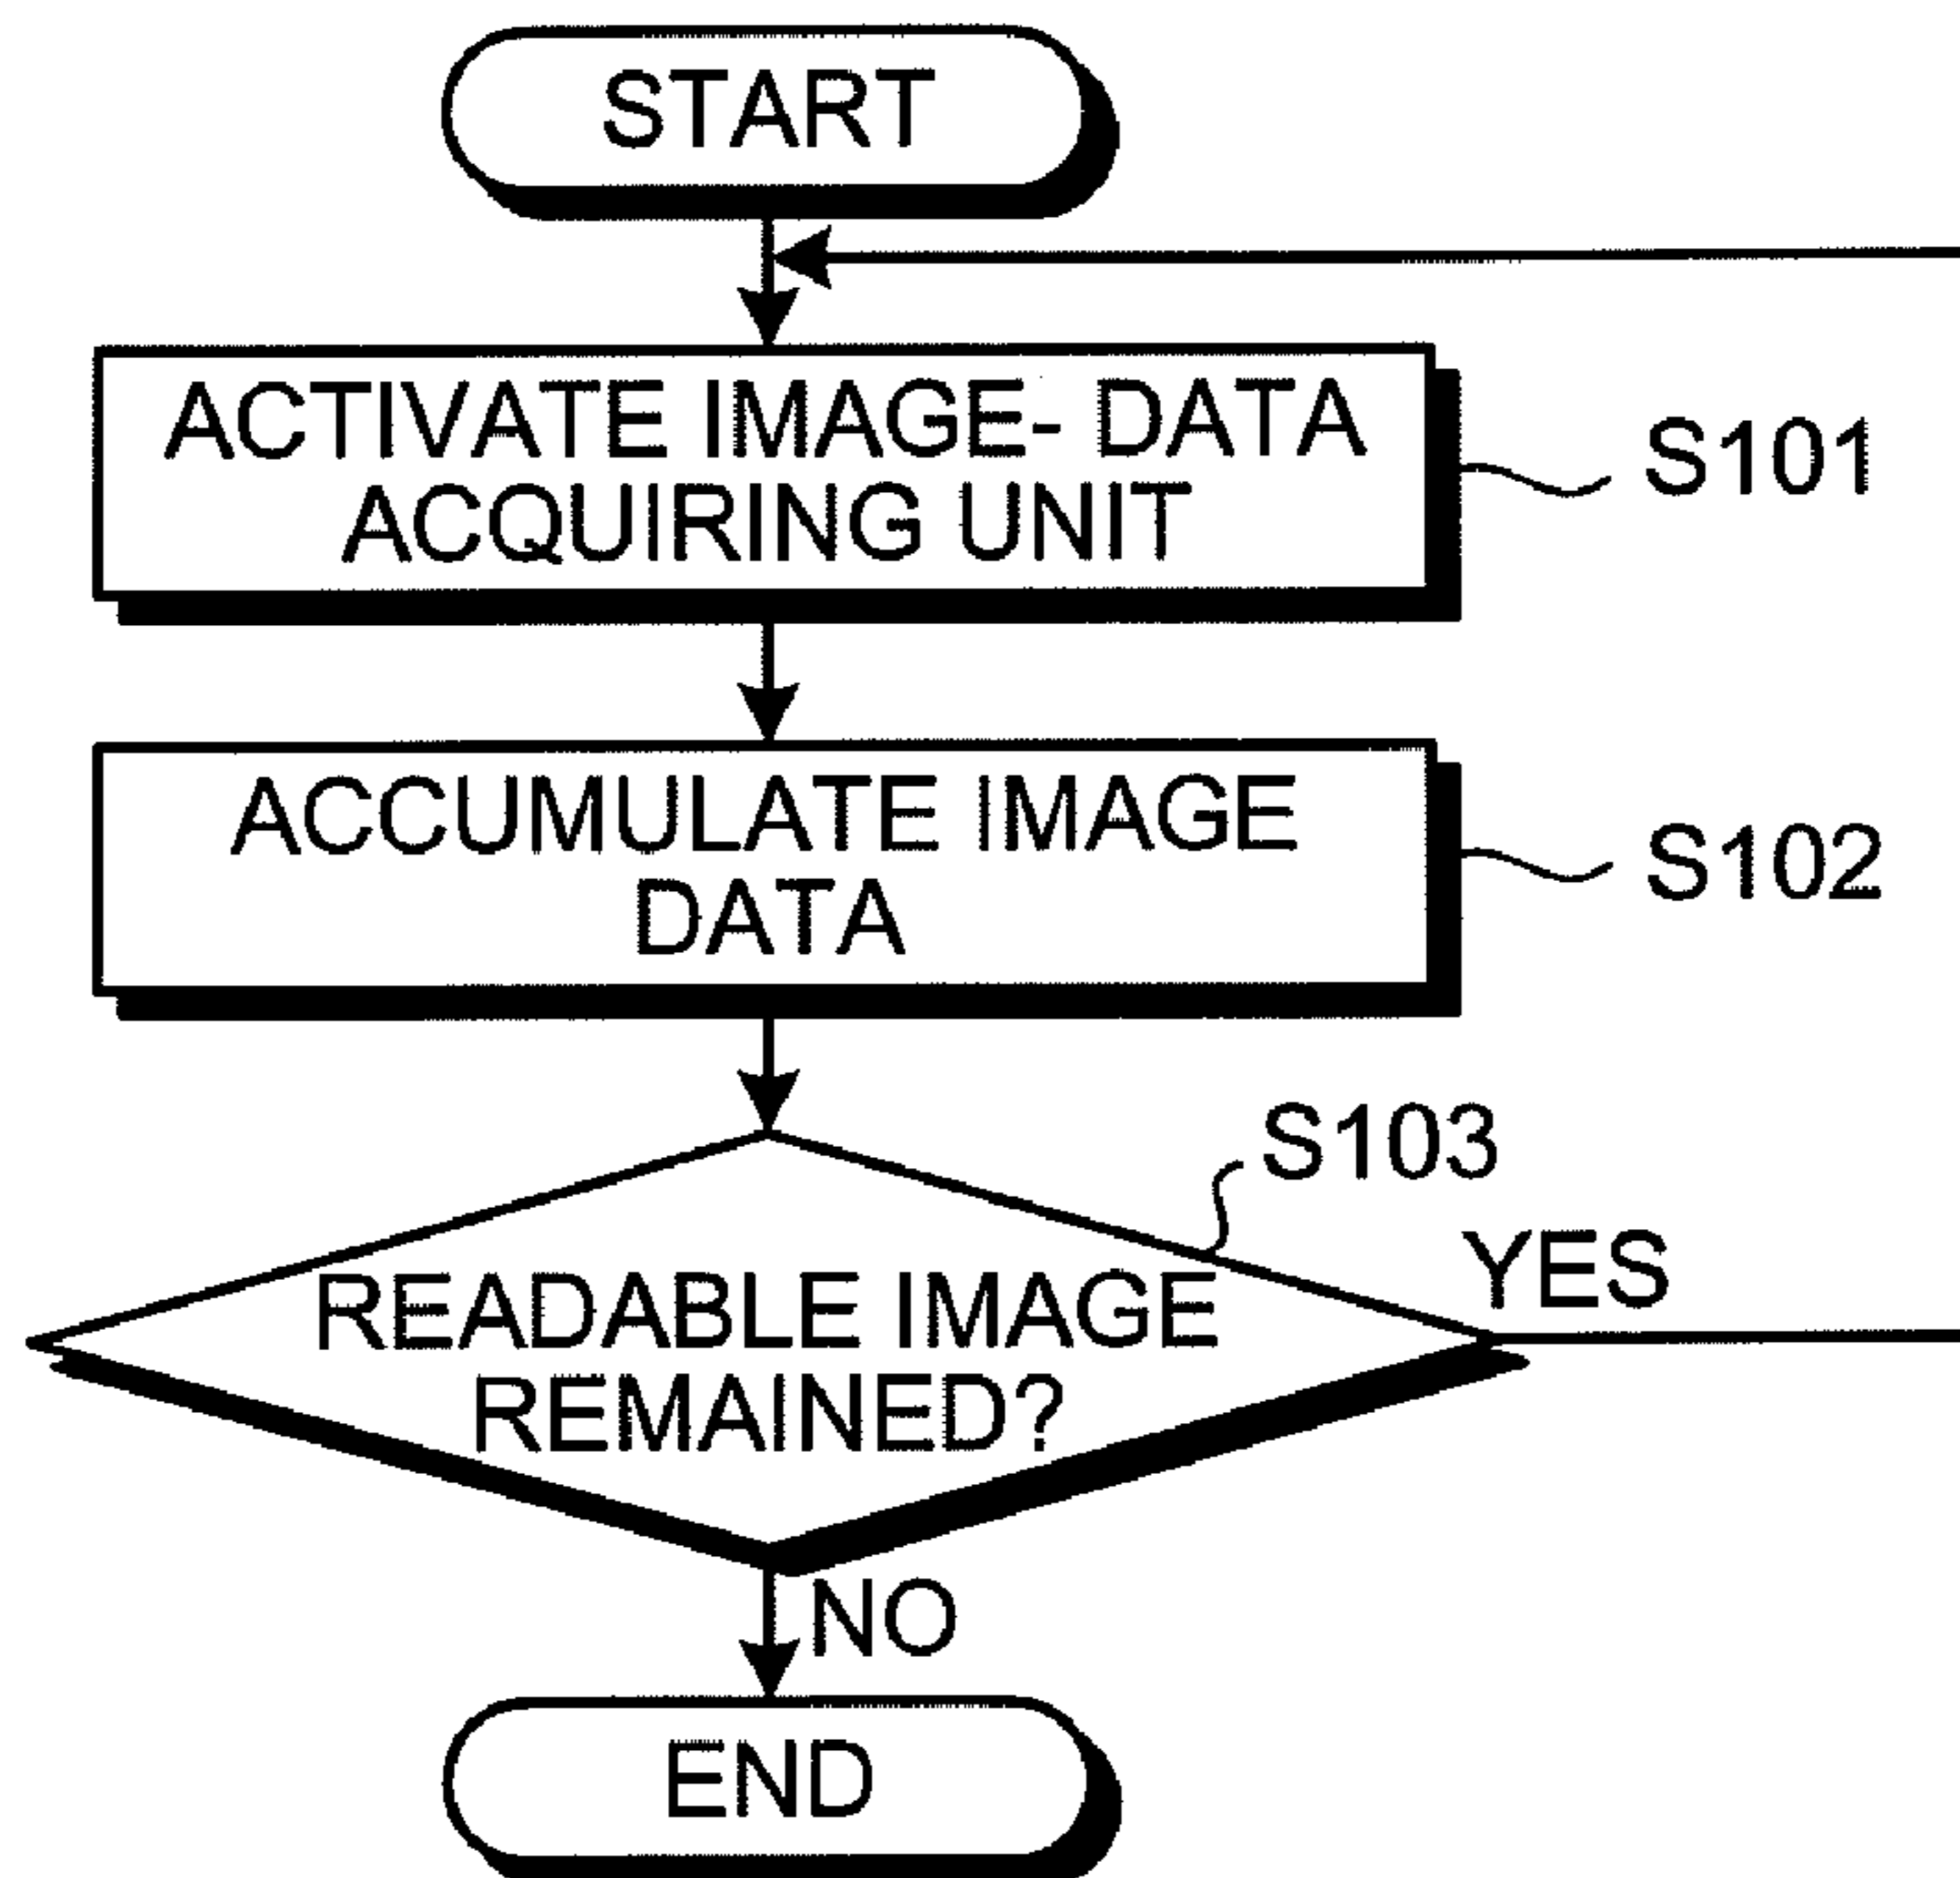 START
ACTIVATE IMAGE- DATA
ACQUIRING UNIT
S101
ACCUMULATE IMAGE
DATA
S102
S103
READABLE IMAGE
REMAINED?
YES
NO
END